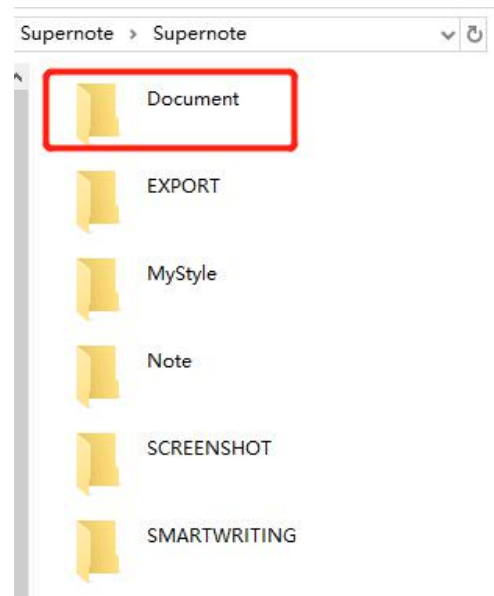 Supernote > Supernote
Document
EXPORT
MyStyle
Note
SCREENSHOT
SMARTWRITING